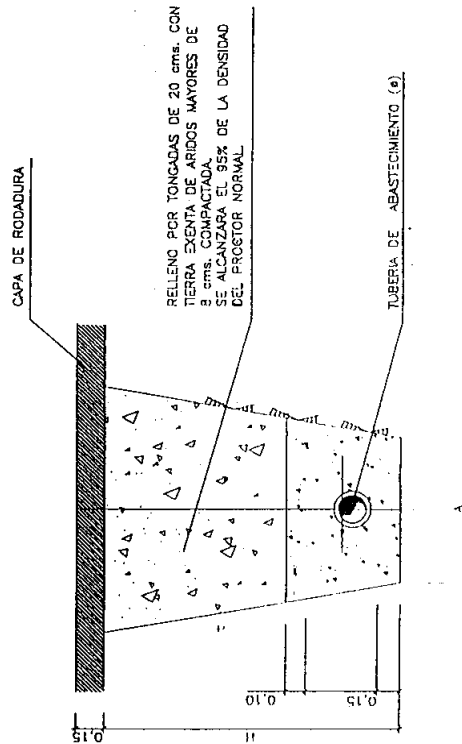 CAPA DE RODADURA
RELLENO POR TONGADAS DE 20 cms. CON
TIERRA EXENTA DE ARIDOS MAYORES DE
8 cms. COMPACTADA.
SE ALCANZARA EL 95% DE LA DENSIDAD
DEL PROCTOR NORMAL
TUBERIA DE ABASTECIMIENTO (ø)
0,15
H
0,10
0,15
A